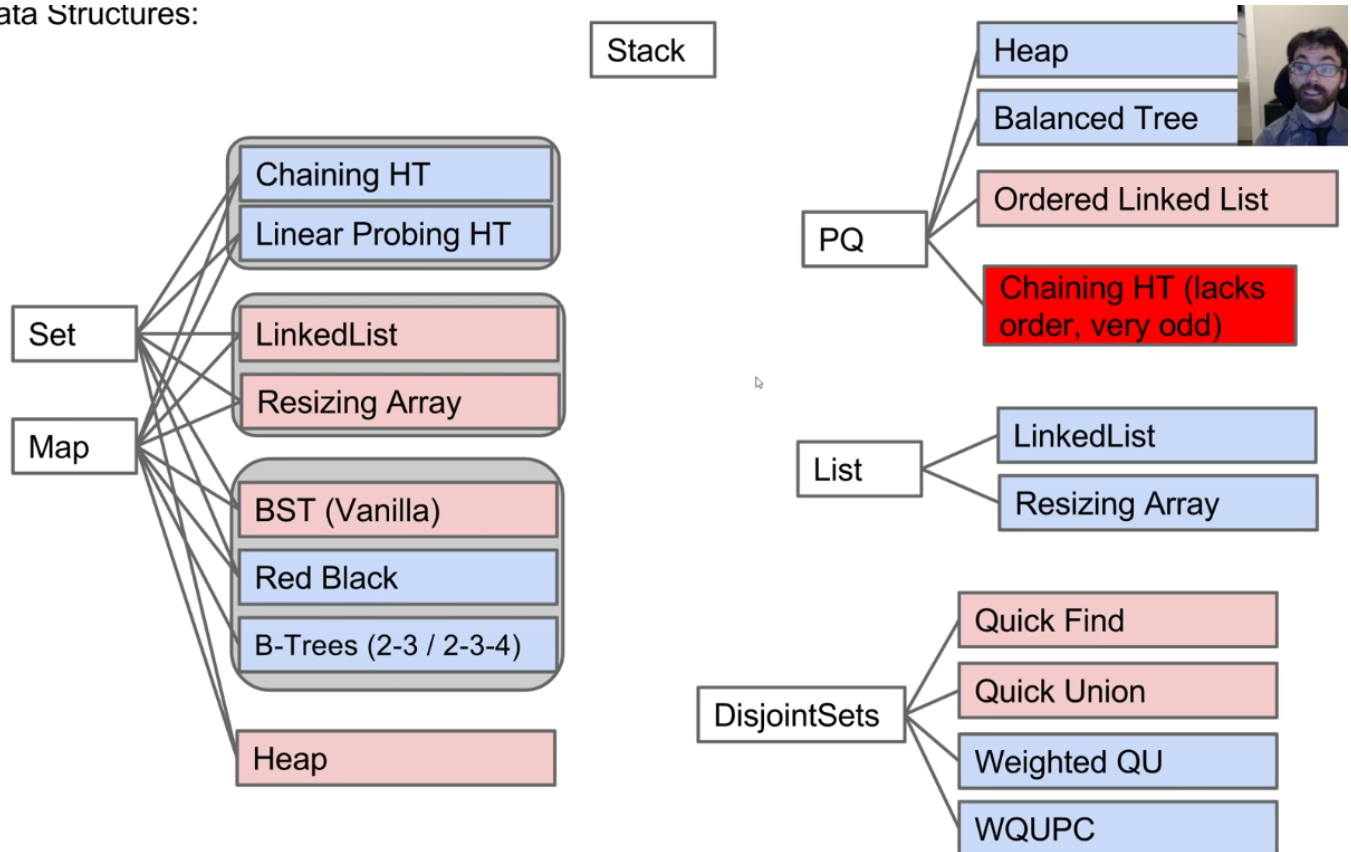 ata Structures:
Stack
Set
Map
Chaining HT
Linear Probing HT
LinkedList
Resizing Array
BST (Vanilla)
Red Black
B-Trees (2-3 / 2-3-4)
Heap
PQ
Heap
Balanced Tree
Ordered Linked List
Chaining HT (lacks
order, very odd)
List
LinkedList
Resizing Array
DisjointSets
Quick Find
Quick Union
Weighted QU
WQUPC